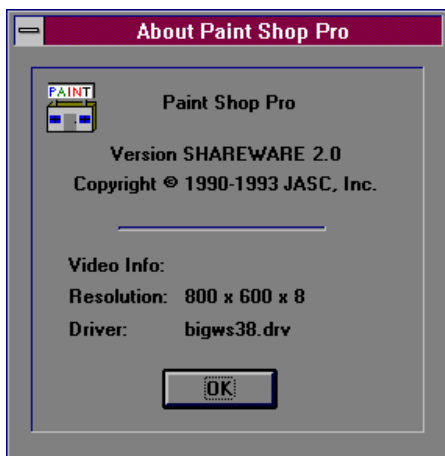 About Paint Shop Pro
PAINT
Paint Shop Pro
Version SHAREWARE 2.0
Copyright © 1990-1993 JASC, Inc.
Video Info:
Resolution: 800 x 600 x 8
Driver: bigws38.drv
OK